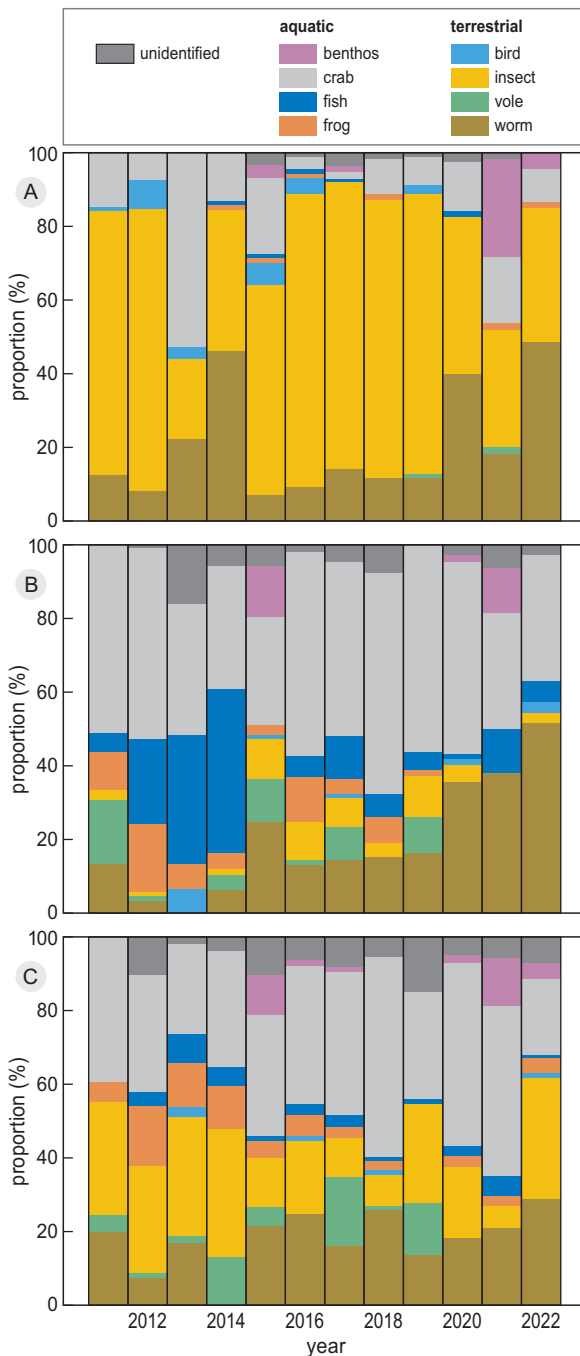 aquatic terrestrial
unidentified benthos bird
crab insect
fish vole
frog worm
A
100
80
60
40
20
0
proportion (%)
B
100
80
60
40
20
0
proportion (%)
C
100
80
60
40
20
0
proportion (%)
2012 2014 2016 2018 2020 2022
year